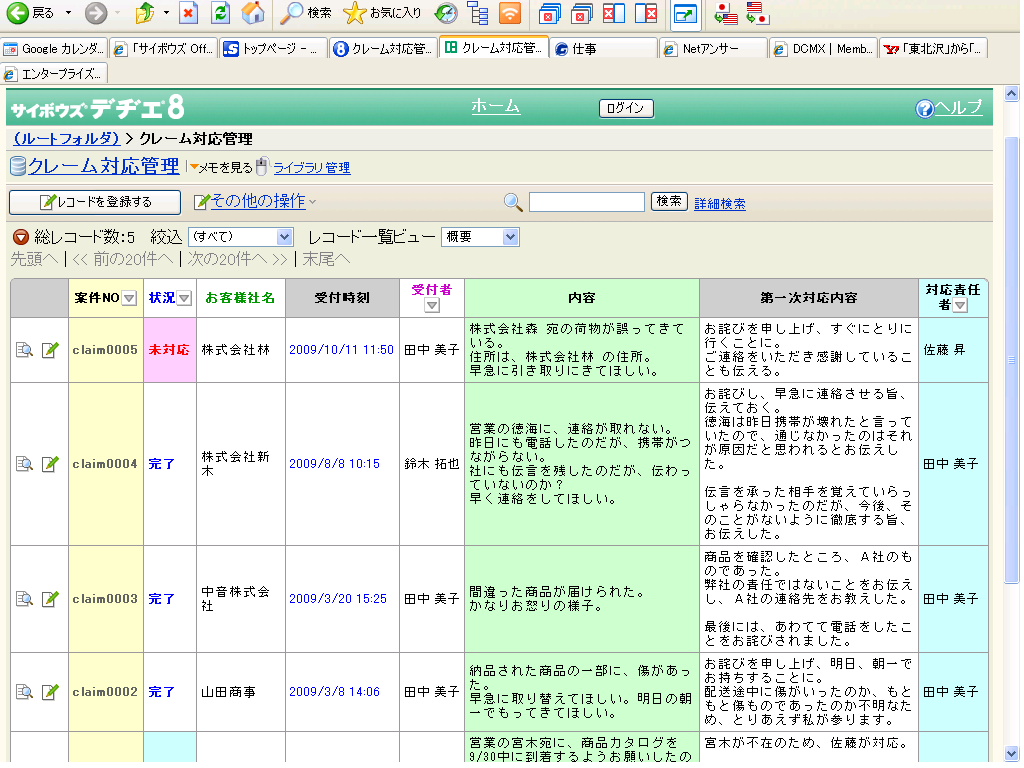 戻る 検索 お気に入り
Google カレンダ... 「サイボウズ Off... トップページ - ... クレーム対応管... クレーム対応管... 仕事 Netアンサー DCMX | Memb... 「東北沢」から「...
エンタープライズ...
サイボウズ デヂエ 8 ホーム ログイン ヘルプ
(ルートフォルダ) > クレーム対応管理
クレーム対応管理 | メモを見る ライブラリ管理
レコードを登録する その他の操作 検索 詳細検索
総レコード数:5 絞込 (すべて) レコード一覧ビュー 概要
先頭へ | << 前の20件へ | 次の20件へ >> | 末尾へ
案件NO 状況 お客様社名 受付時刻 受付者 内容 第一次対応内容 対応責任者
claim0005 未対応 株式会社林 2009/10/11 11:50 田中 美子
株式会社森 宛の荷物が誤ってきて
いる。
住所は、株式会社林 の住所。
早急に引き取りにきてほしい。
お詫びを申し上げ、すぐにとりに
行くことに。
ご連絡をいただき感謝しているこ
とも伝える。
佐藤 昇
claim0004 完了 株式会社新
木
2009/8/8 10:15 鈴木 拓也
営業の徳海に、連絡が取れない。
昨日にも電話したのだが、携帯がつ
ながらない。
社にも伝言を残したのだが、伝わっ
ていないのか？
早く連絡をしてほしい。
お詫びし、早急に連絡させる旨、
伝えておく。
徳海は昨日携帯が壊れたと言って
いたので、通じなかったのはそれ
が原因だと思われるとお伝えし
た。
伝言を承った相手を覚えていらっ
しゃらなかったのだが、今後、そ
のことがないように徹底する旨、
お伝えした。
田中 美子
claim0003 完了 中音株式会
社
2009/3/20 15:25 田中 美子
間違った商品が届けられた。
かなりお怒りの様子。
商品を確認したところ、Ａ社のも
のであった。
弊社の責任ではないことをお伝え
し、Ａ社の連絡先をお教えした。
最後には、あわてて電話をしたこ
とをお詫びされました。
田中 美子
claim0002 完了 山田商事 2009/3/8 14:06 田中 美子
納品された商品の一部に、傷があっ
た。
早急に取り替えてほしい。明日の朝
一でもってきてほしい。
お詫びを申し上げ、明日、朝一で
お持ちすることに。
配送途中に傷がいったのか、もと
もと傷ものであったのか不明なた
め、とりあえず私が参ります。
田中 美子
営業の宮木宛に、商品カタログを
9/30中に到着するようお願いしたの
宮木が不在のため、佐藤が対応。